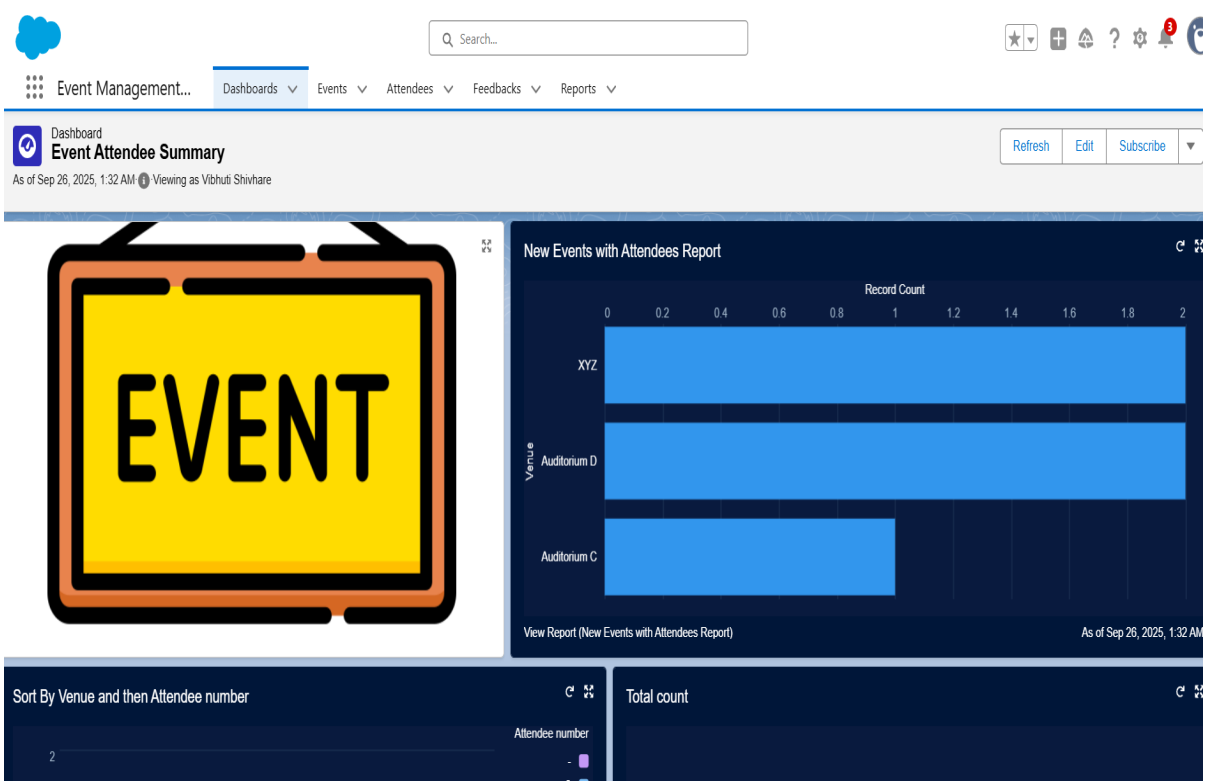 Search...
3
Event Management...
Dashboards
Events
Attendees
Feedbacks
Reports
Dashboard
Event Attendee Summary
As of Sep 26, 2025, 1:32 AM·Viewing as Vibhuti Shivhare
Refresh
Edit
Subscribe
EVENT
New Events with Attendees Report
Record Count
0 0.2 0.4 0.6 0.8 1 1.2 1.4 1.6 1.8 2
Venue
XYZ
Auditorium D
Auditorium C
View Report (New Events with Attendees Report)
As of Sep 26, 2025, 1:32 AM
Sort By Venue and then Attendee number
Attendee number
-
2
Total count